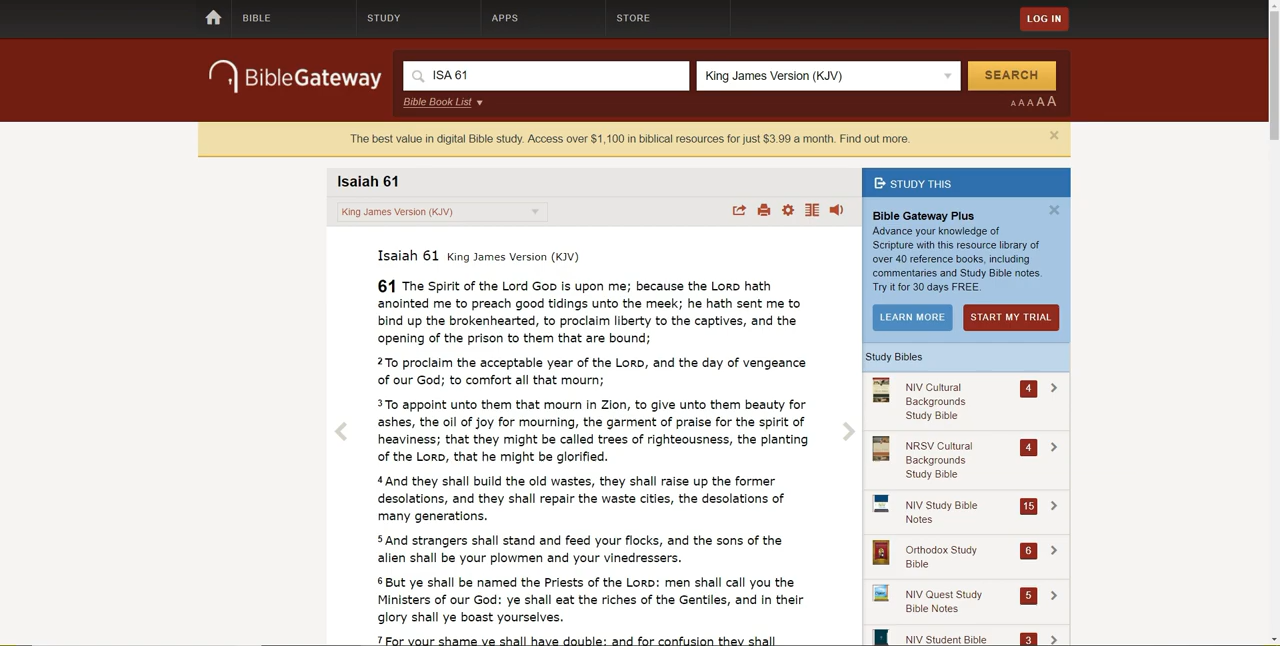 BIBLE
STUDY
APPS
STORE
LOG IN
BibleGateway
ISA 61
King James Version (KJV)
SEARCH
Bible Book List
A A A A A
The best value in digital Bible study. Access over $1,100 in biblical resources for just $3.99 a month. Find out more.
Isaiah 61
King James Version (KJV)
Isaiah 61 King James Version (KJV)
61 The Spirit of the Lord GOD is upon me; because the LORD hath
anointed me to preach good tidings unto the meek; he hath sent me to
bind up the brokenhearted, to proclaim liberty to the captives, and the
opening of the prison to them that are bound;
2 To proclaim the acceptable year of the LORD, and the day of vengeance
of our God; to comfort all that mourn;
3 To appoint unto them that mourn in Zion, to give unto them beauty for
ashes, the oil of joy for mourning, the garment of praise for the spirit of
heaviness; that they might be called trees of righteousness, the planting
of the LORD, that he might be glorified.
4 And they shall build the old wastes, they shall raise up the former
desolations, and they shall repair the waste cities, the desolations of
many generations.
5 And strangers shall stand and feed your flocks, and the sons of the
alien shall be your plowmen and your vinedressers.
6 But ye shall be named the Priests of the LORD: men shall call you the
Ministers of our God: ye shall eat the riches of the Gentiles, and in their
glory shall ye boast yourselves.
7 For your shame ye shall have double; and for confusion they shall
STUDY THIS
Bible Gateway Plus
Advance your knowledge of
Scripture with this resource library of
over 40 reference books, including
commentaries and Study Bible notes.
Try it for 30 days FREE.
LEARN MORE
START MY TRIAL
Study Bibles
NIV Cultural
Backgrounds
Study Bible
4
NRSV Cultural
Backgrounds
Study Bible
4
NIV Study Bible
Notes
15
Orthodox Study
Bible
6
NIV Quest Study
Bible Notes
5
NIV Student Bible
3